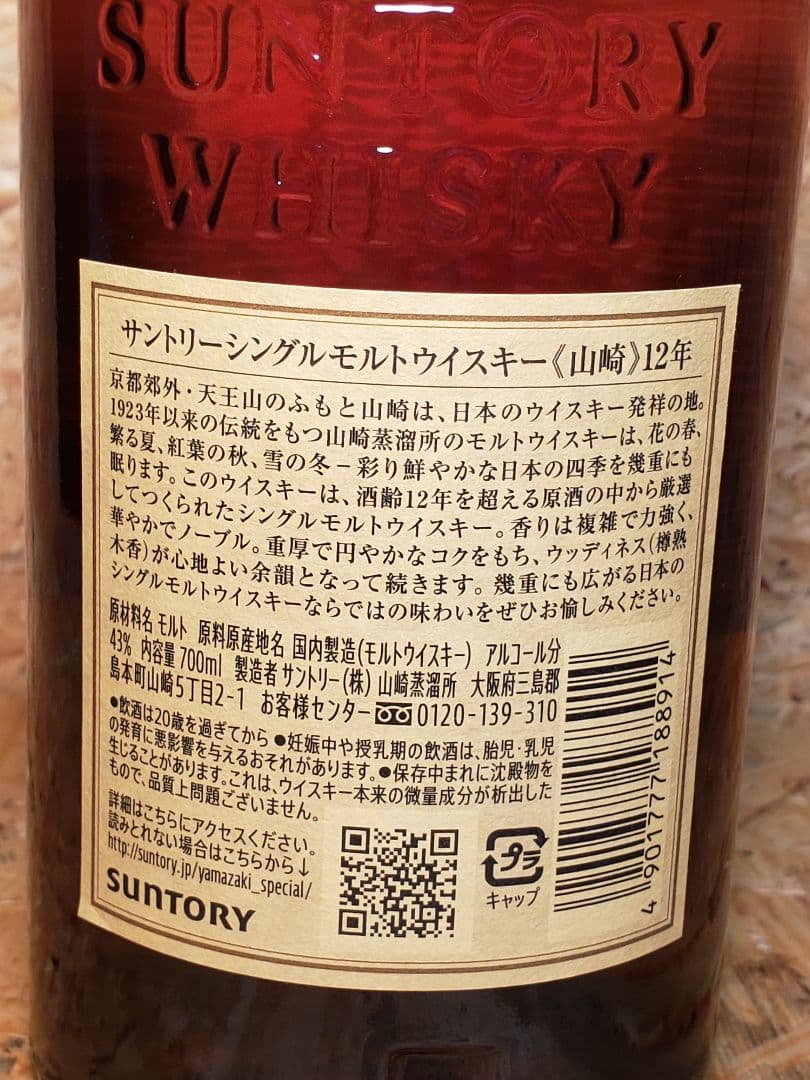 SUNTORY
WHISKY
サントリーシングルモルトウイスキー《山崎》12年
京都郊外・天王山のふもと山崎は、日本のウイスキー発祥の地。
1923年以来の伝統をもつ山崎蒸溜所のモルトウイスキーは、花の春、
繁る夏、紅葉の秋、雪の冬－彩り鮮やかな日本の四季を幾重にも
眠ります。このウイスキーは、酒齢12年を超える原酒の中から厳選
してつくられたシングルモルトウイスキー。香りは複雑で力強く、
華やかでノーブル。重厚で円やかなコクをもち、ウッディネス(樽熟
木香)が心地よい余韻となって続きます。幾重にも広がる日本の
シングルモルトウイスキーならではの味わいをぜひお愉しみください。
原材料名 モルト 原料原産地名 国内製造(モルトウイスキー) アルコール分
43% 内容量 700ml 製造者 サントリー(株) 山崎蒸溜所 大阪府三島郡
島本町山崎5丁目2-1 お客様センター 0120-139-310
●飲酒は20歳を過ぎてから ●妊娠中や授乳期の飲酒は、胎児・乳児
の発育に悪影響を与えるおそれがあります。●保存中まれに沈殿物を
生じることがあります。これは、ウイスキー本来の微量成分が析出した
もので、品質上問題ございません。
詳細はこちらにアクセスください。
読みとれない場合はこちらから↓
http://suntory.jp/yamazaki_special/
SUNTORY
プラ
キャップ
4 901777 188914